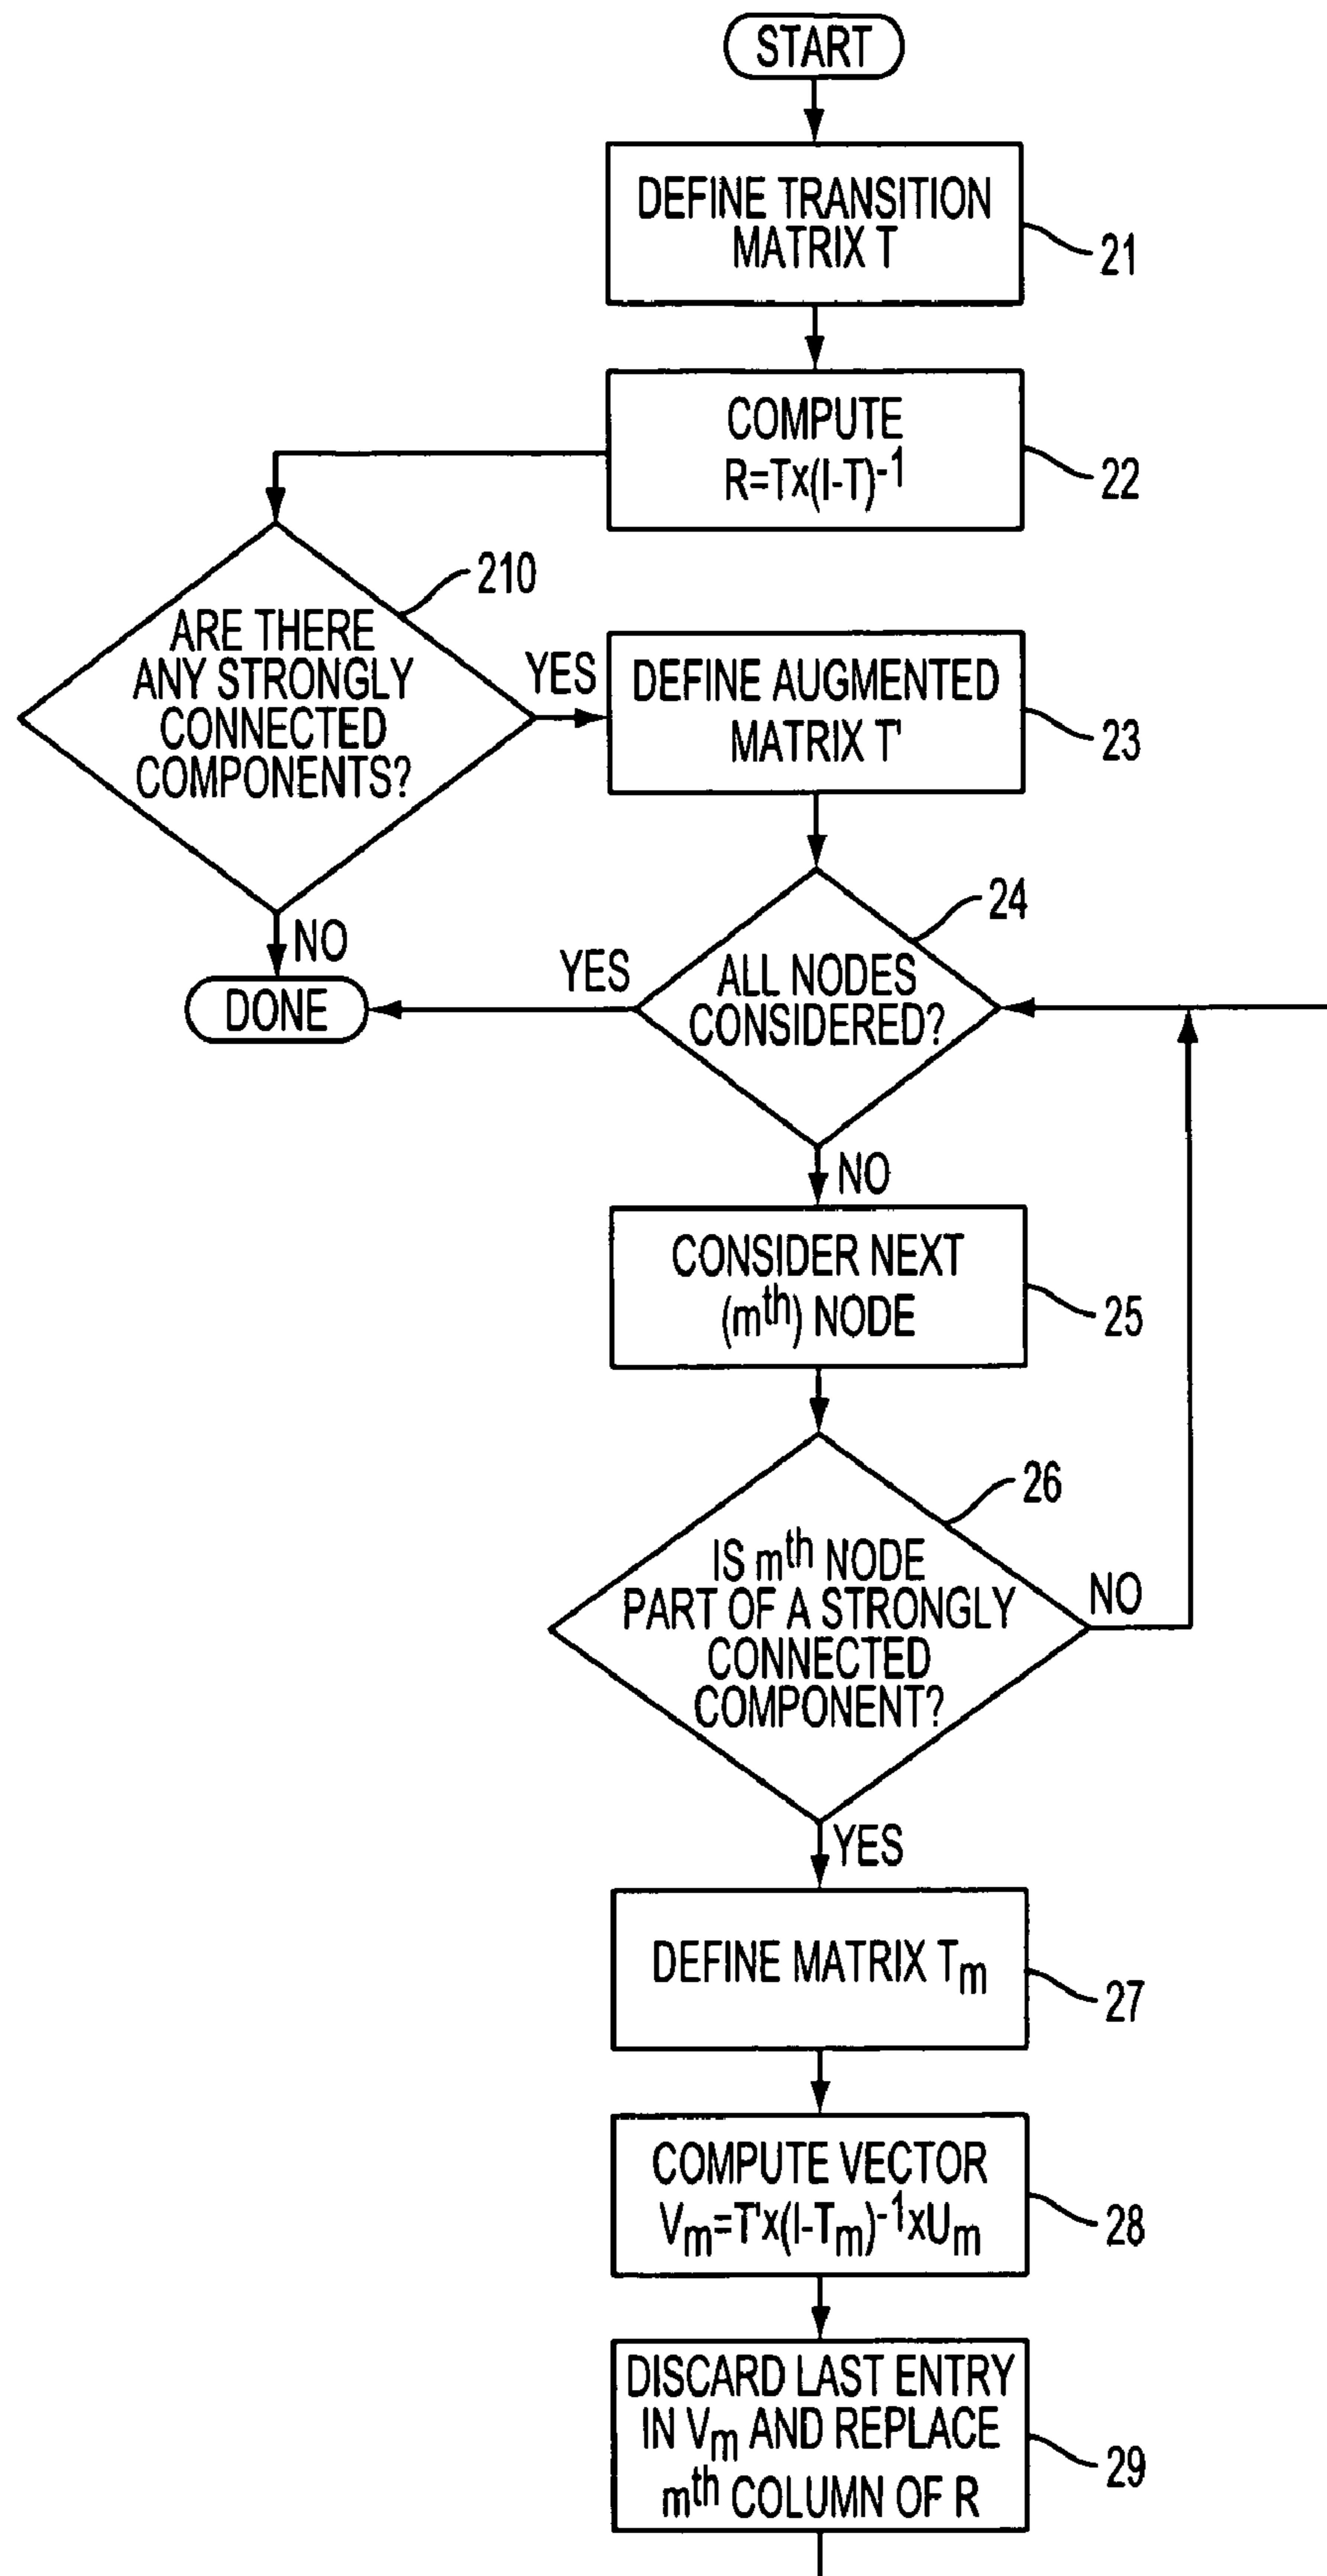 START
DEFINE TRANSITION
MATRIX T
21
COMPUTE
R=Tx(I-T)-1
22
210
ARE THERE
ANY STRONGLY
CONNECTED
COMPONENTS?
YES
DEFINE AUGMENTED
MATRIX T'
23
NO
DONE
24
YES
ALL NODES
CONSIDERED?
NO
CONSIDER NEXT
(mth) NODE
25
26
IS mth NODE
PART OF A STRONGLY
CONNECTED
COMPONENT?
NO
YES
DEFINE MATRIX Tm
27
COMPUTE VECTOR
Vm=T'x(I-Tm)-1xUm
28
DISCARD LAST ENTRY
IN Vm AND REPLACE
mth COLUMN OF R
29